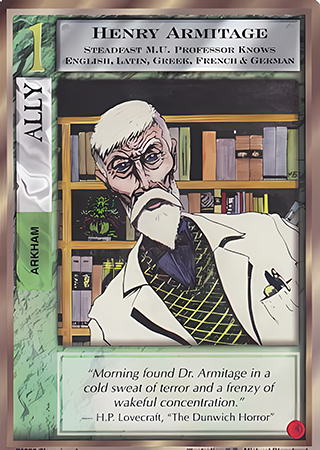 1
HENRY ARMITAGE
STEADFAST M.U. PROFESSOR KNOWS
ENGLISH, LATIN, GREEK, FRENCH & GERMAN
ALLY
ARKHAM
"Morning found Dr. Armitage in a
cold sweat of terror and a frenzy of
wakeful concentration."
— H.P. Lovecraft, "The Dunwich Horror"